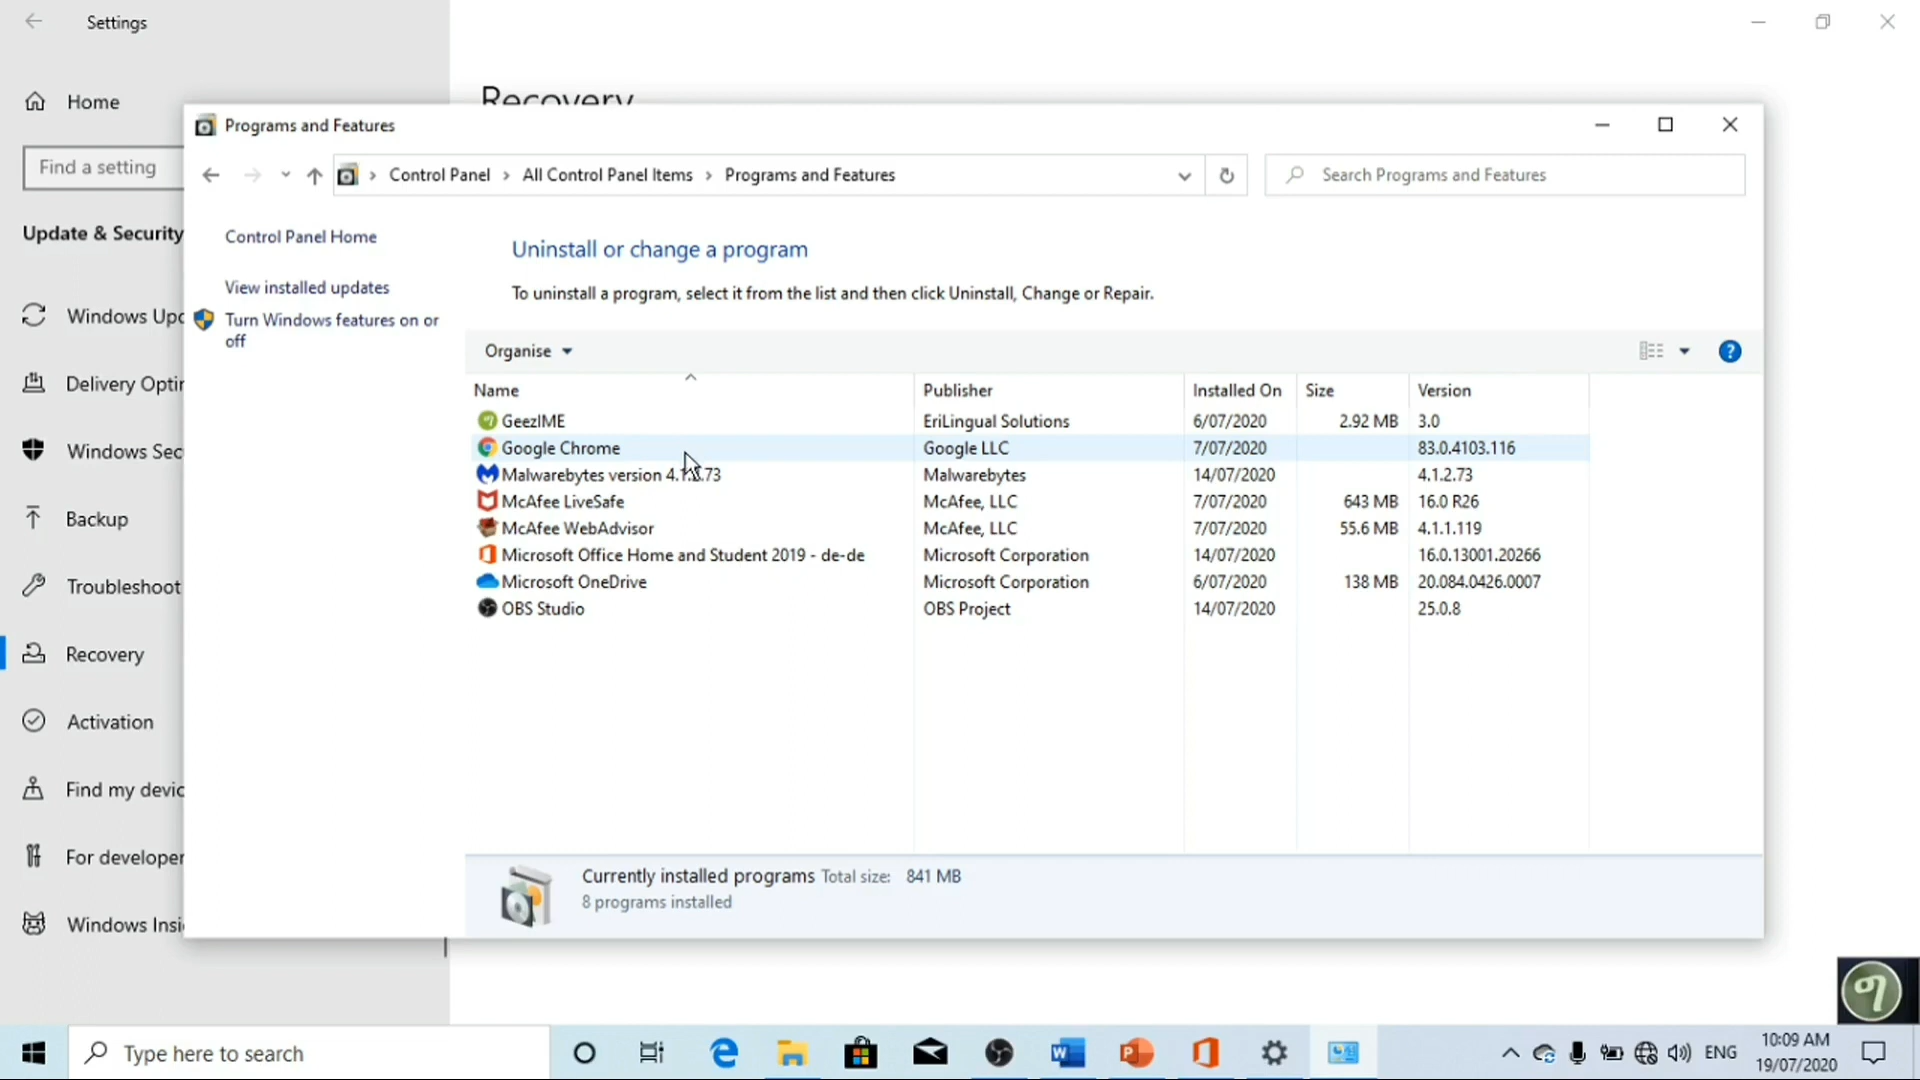 Settings
Home
Find a setting
Update & Security
Windows Upd
Delivery Optin
Windows Sec
Backup
Troubleshoot
Recovery
Activation
Find my devic
For developer
Windows Insi
Recovery
Programs and Features
Control Panel > All Control Panel Items > Programs and Features
Search Programs and Features
Control Panel Home
View installed updates
Turn Windows features on or
off
Uninstall or change a program
To uninstall a program, select it from the list and then click Uninstall, Change or Repair.
Organise
Name Publisher Installed On Size Version
GeezIME EriLingual Solutions 6/07/2020 2.92 MB 3.0
Google Chrome Google LLC 7/07/2020 83.0.4103.116
Malwarebytes version 4.1.2.73 Malwarebytes 14/07/2020 4.1.2.73
McAfee LiveSafe McAfee, LLC 7/07/2020 643 MB 16.0 R26
McAfee WebAdvisor McAfee, LLC 7/07/2020 55.6 MB 4.1.1.119
Microsoft Office Home and Student 2019 - de-de Microsoft Corporation 14/07/2020 16.0.13001.20266
Microsoft OneDrive Microsoft Corporation 6/07/2020 138 MB 20.084.0426.0007
OBS Studio OBS Project 14/07/2020 25.0.8
Currently installed programs Total size: 841 MB
8 programs installed
Type here to search
ENG
10:09 AM
19/07/2020